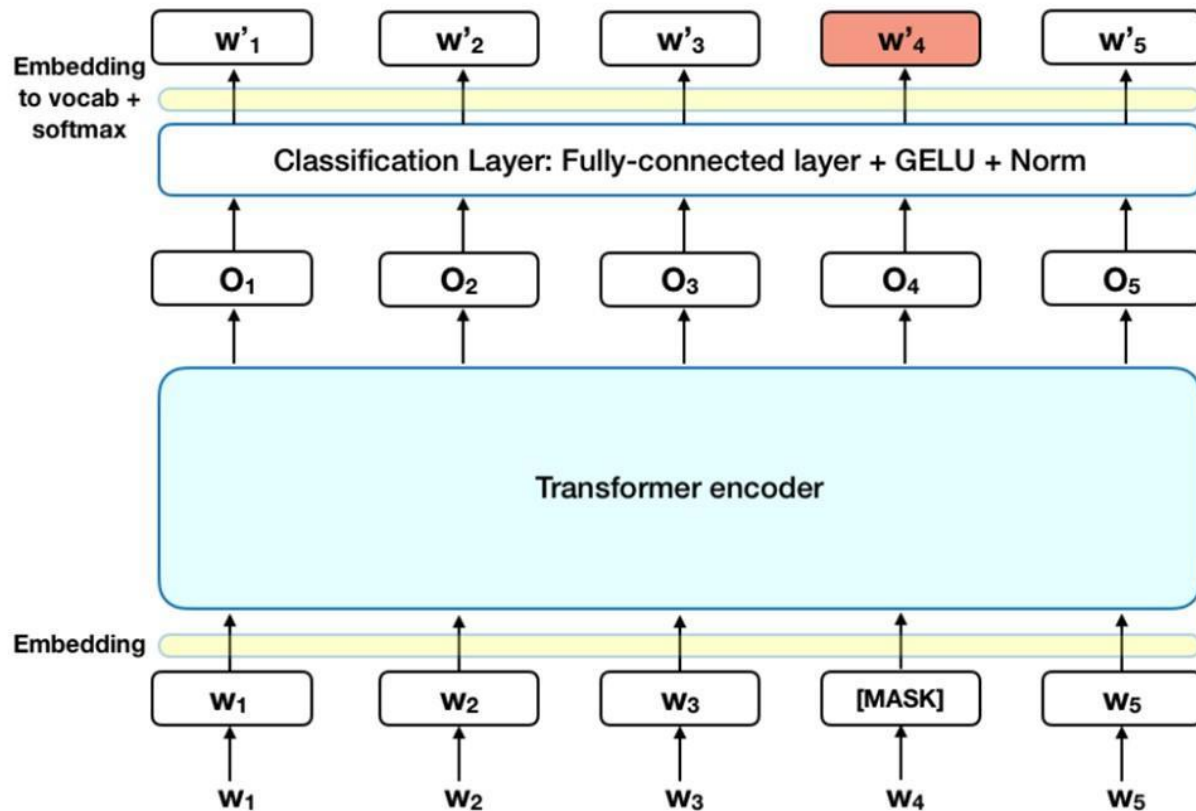 w’₁ w’₂ w’₃ w’₄ w’₅
Embedding
to vocab +
softmax
Classification Layer: Fully-connected layer + GELU + Norm
O₁ O₂ O₃ O₄ O₅
Transformer encoder
Embedding
w₁ w₂ w₃ [MASK] w₅
w₁ w₂ w₃ w₄ w₅